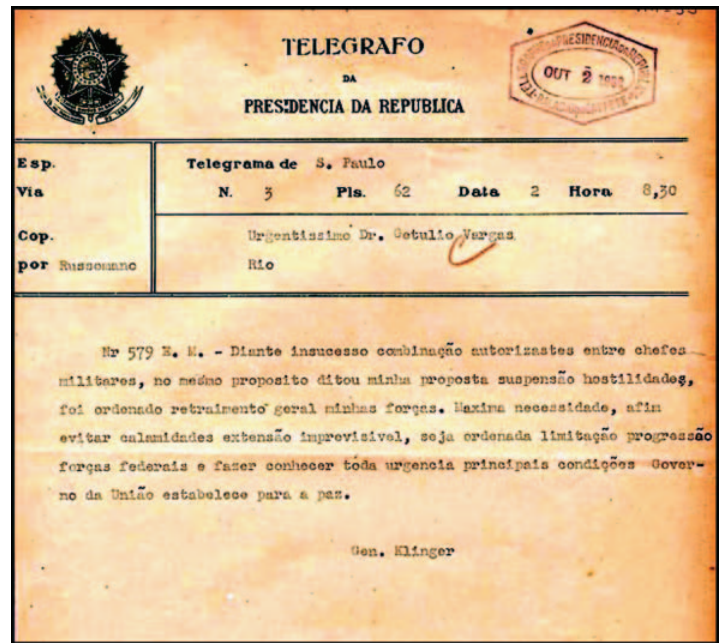 TELEGRAFO
DA
PRESIDENCIA DA REPUBLICA
OUT 2
Esp.
Via
Telegrama de S. Paulo
N. 3 Pls. 62 Data 2 Hora 8,30
Cop.
por Russomano
Urgentissimo Dr. Getulio Vargas
Rio
Nr 579 E. M. - Diante insucesso combinação autorizastes entre chefes
militares, no mesmo proposito ditou minha proposta suspensão hostilidades,
foi ordenado retraimento geral minhas forças. Maxima necessidade, afim
evitar calamidades extensão imprevisivel, seja ordenada limitação progressão
forças federais e fazer conhecer toda urgencia principais condições Gover-
no da União estabelece para a paz.
Gen. Klinger